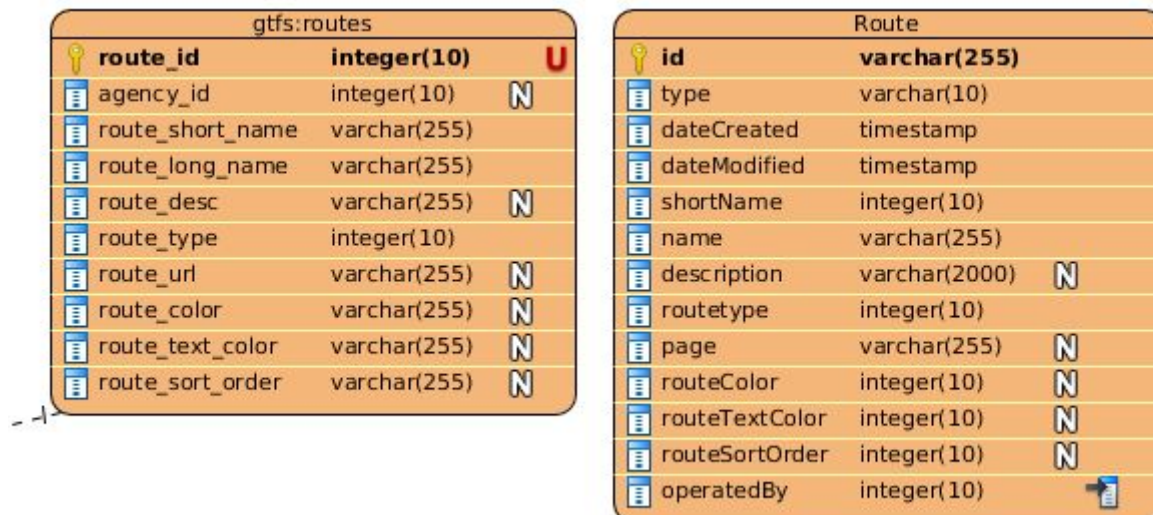 gtfs:routes
route_id integer(10) U
agency_id integer(10) N
route_short_name varchar(255)
route_long_name varchar(255)
route_desc varchar(255) N
route_type integer(10)
route_url varchar(255) N
route_color varchar(255) N
route_text_color varchar(255) N
route_sort_order varchar(255) N
Route
id varchar(255)
type varchar(10)
dateCreated timestamp
dateModified timestamp
shortName integer(10)
name varchar(255)
description varchar(2000) N
routetype integer(10)
page varchar(255) N
routeColor integer(10) N
routeTextColor integer(10) N
routeSortOrder integer(10) N
operatedBy integer(10)